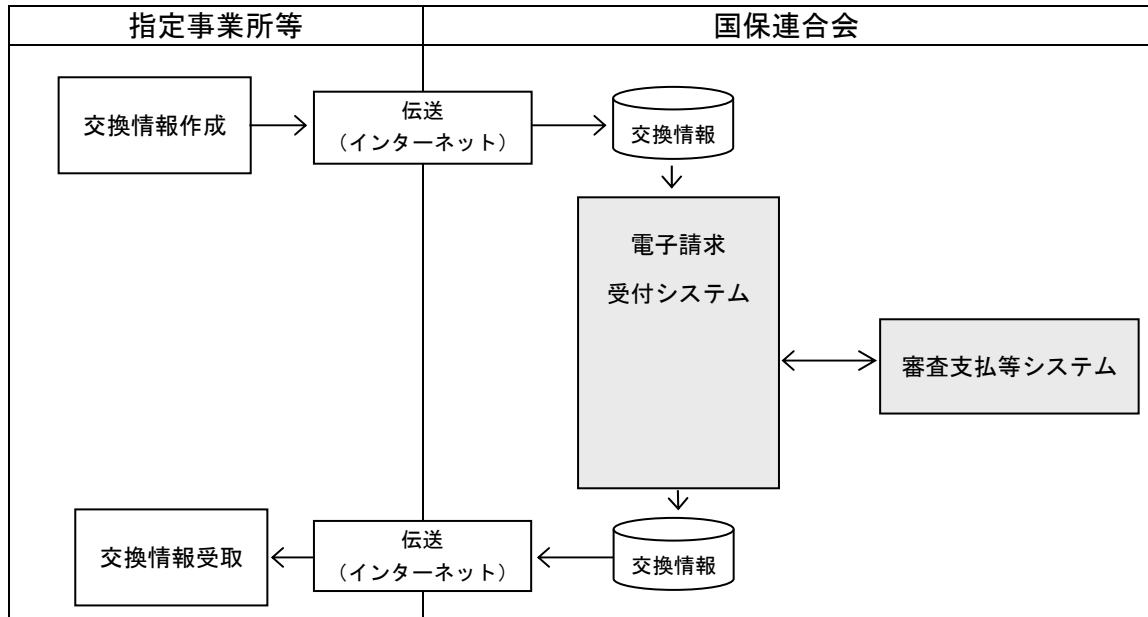 指定事業所等
国保連合会
交換情報作成
伝送
（インターネット）
交換情報
電子請求
受付システム
審査支払等システム
交換情報受取
伝送
（インターネット）
交換情報